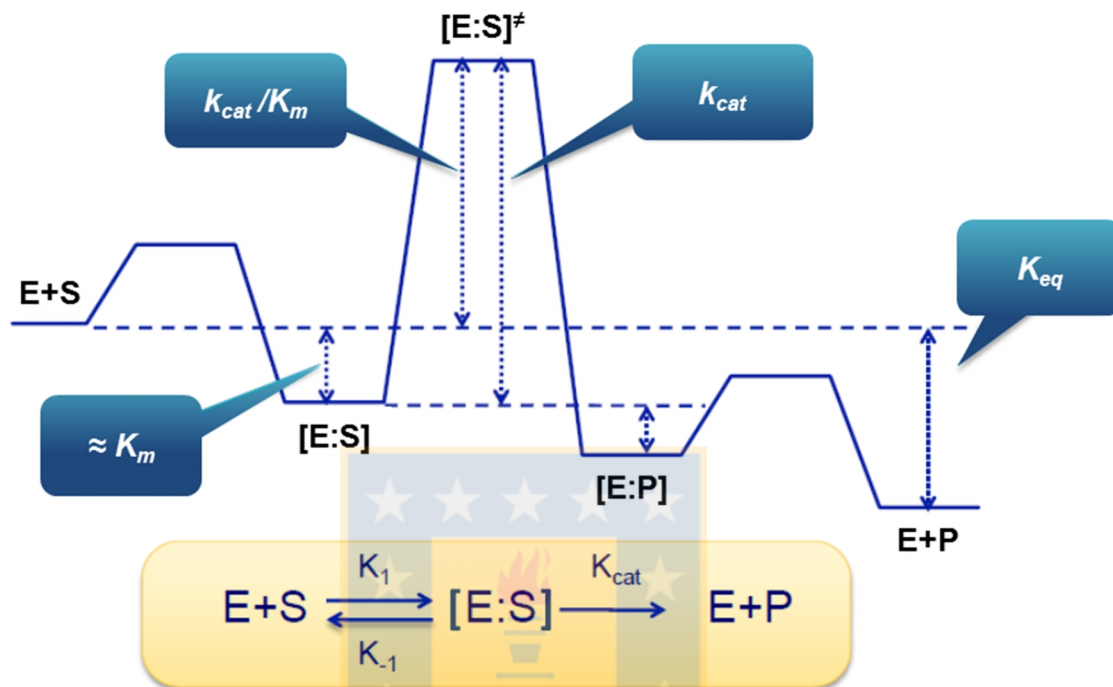 [E:S]≠
kcat/Km
kcat
E+S
Keq
≈ Km
[E:S]
[E:P]
E+P
K1
Kcat
E+S
[E:S]
E+P
K-1